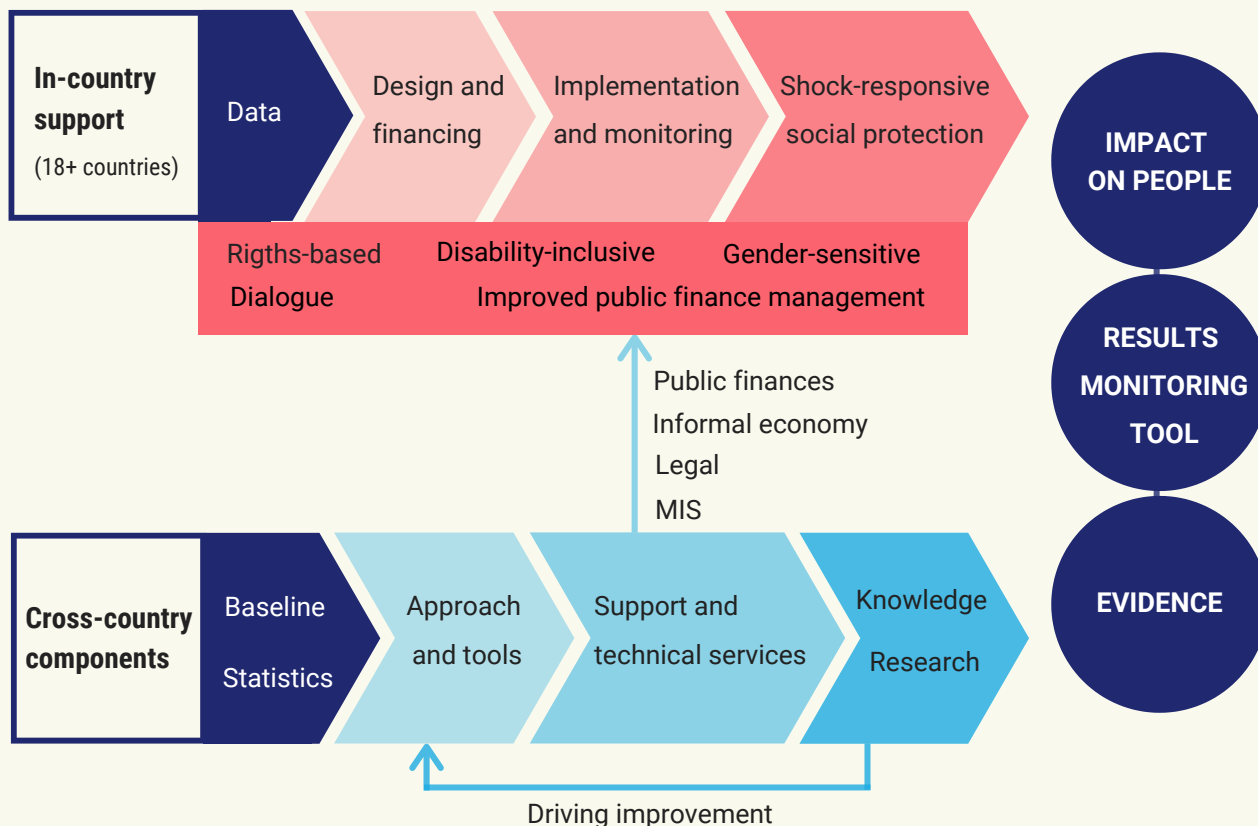 In-country
support
(18+ countries)
Data
Design and
financing
Implementation
and monitoring
Shock-responsive
social protection
Rigths-based
Disability-inclusive
Gender-sensitive
Dialogue
Improved public finance management
Public finances
Informal economy
Legal
MIS
Cross-country
components
Baseline
Statistics
Approach
and tools
Support and
technical services
Knowledge
Research
Driving improvement
IMPACT
ON PEOPLE
RESULTS
MONITORING
TOOL
EVIDENCE